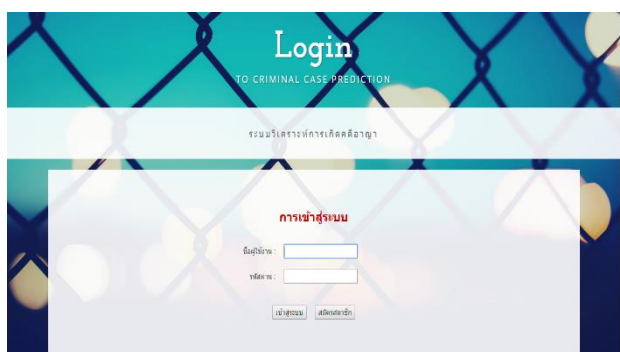 Login
TO CRIMINAL CASE PREDICTION
ระบบวิเคราะห์การเกิดคดีอาญา
การเข้าสู่ระบบ
ชื่อผู้ใช้งาน :
รหัสผ่าน :
เข้าสู่ระบบ สมัครสมาชิก